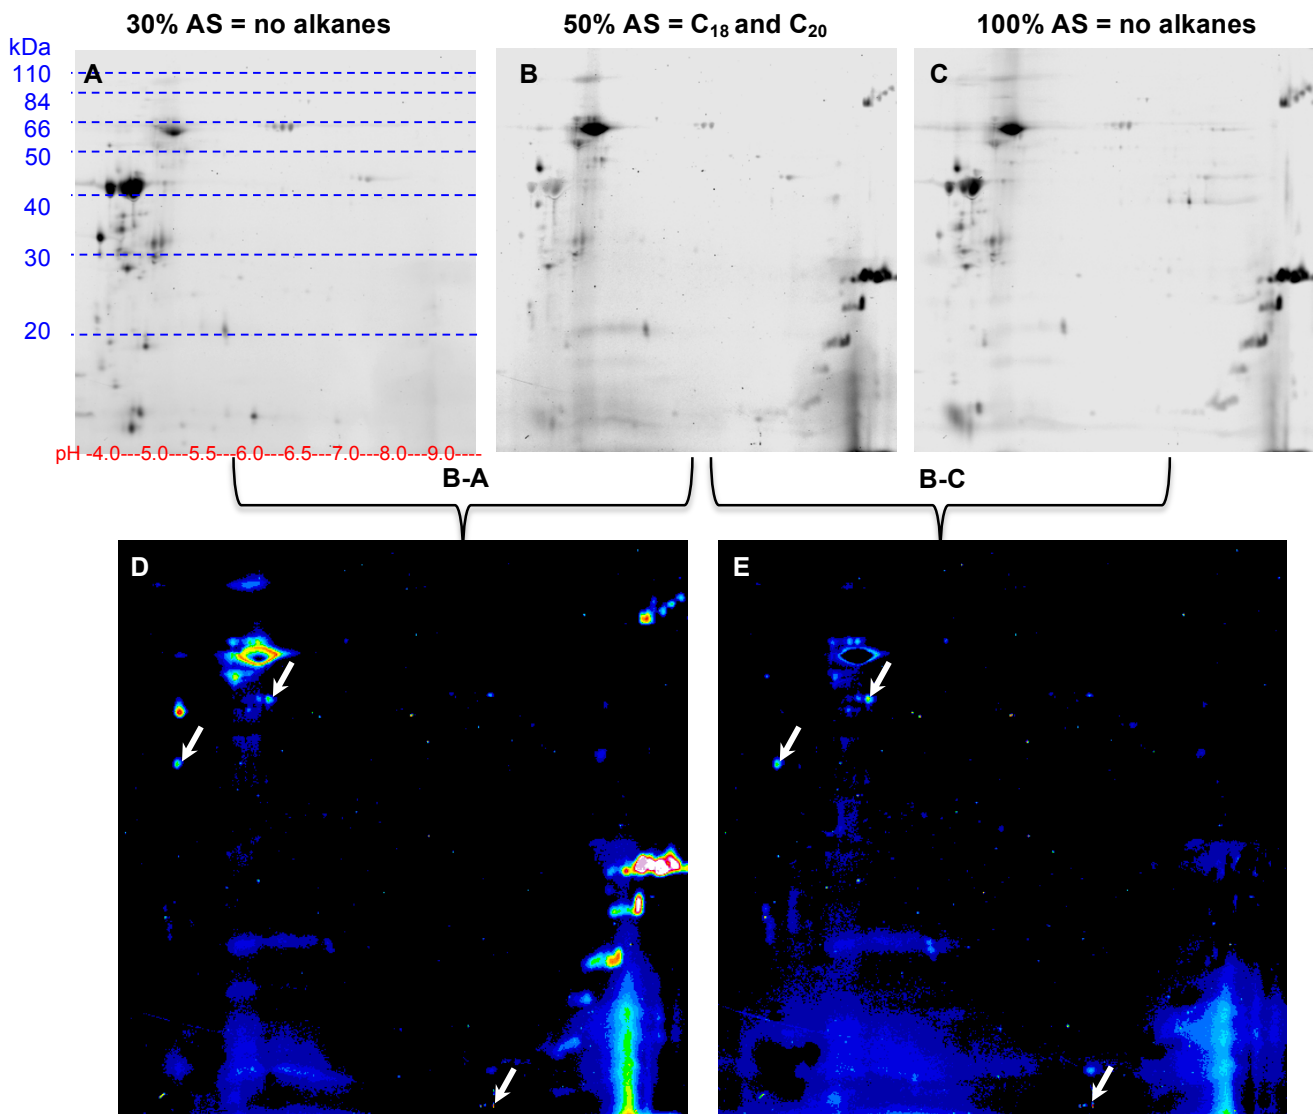 30% AS = no alkanes
50% AS = C₁₈ and C₂₀
100% AS = no alkanes
kDa
110
84
66
50
40
30
20
A
B
C
pH -4.0---5.0---5.5---6.0---6.5---7.0---8.0---9.0----
B-A
B-C
D
E